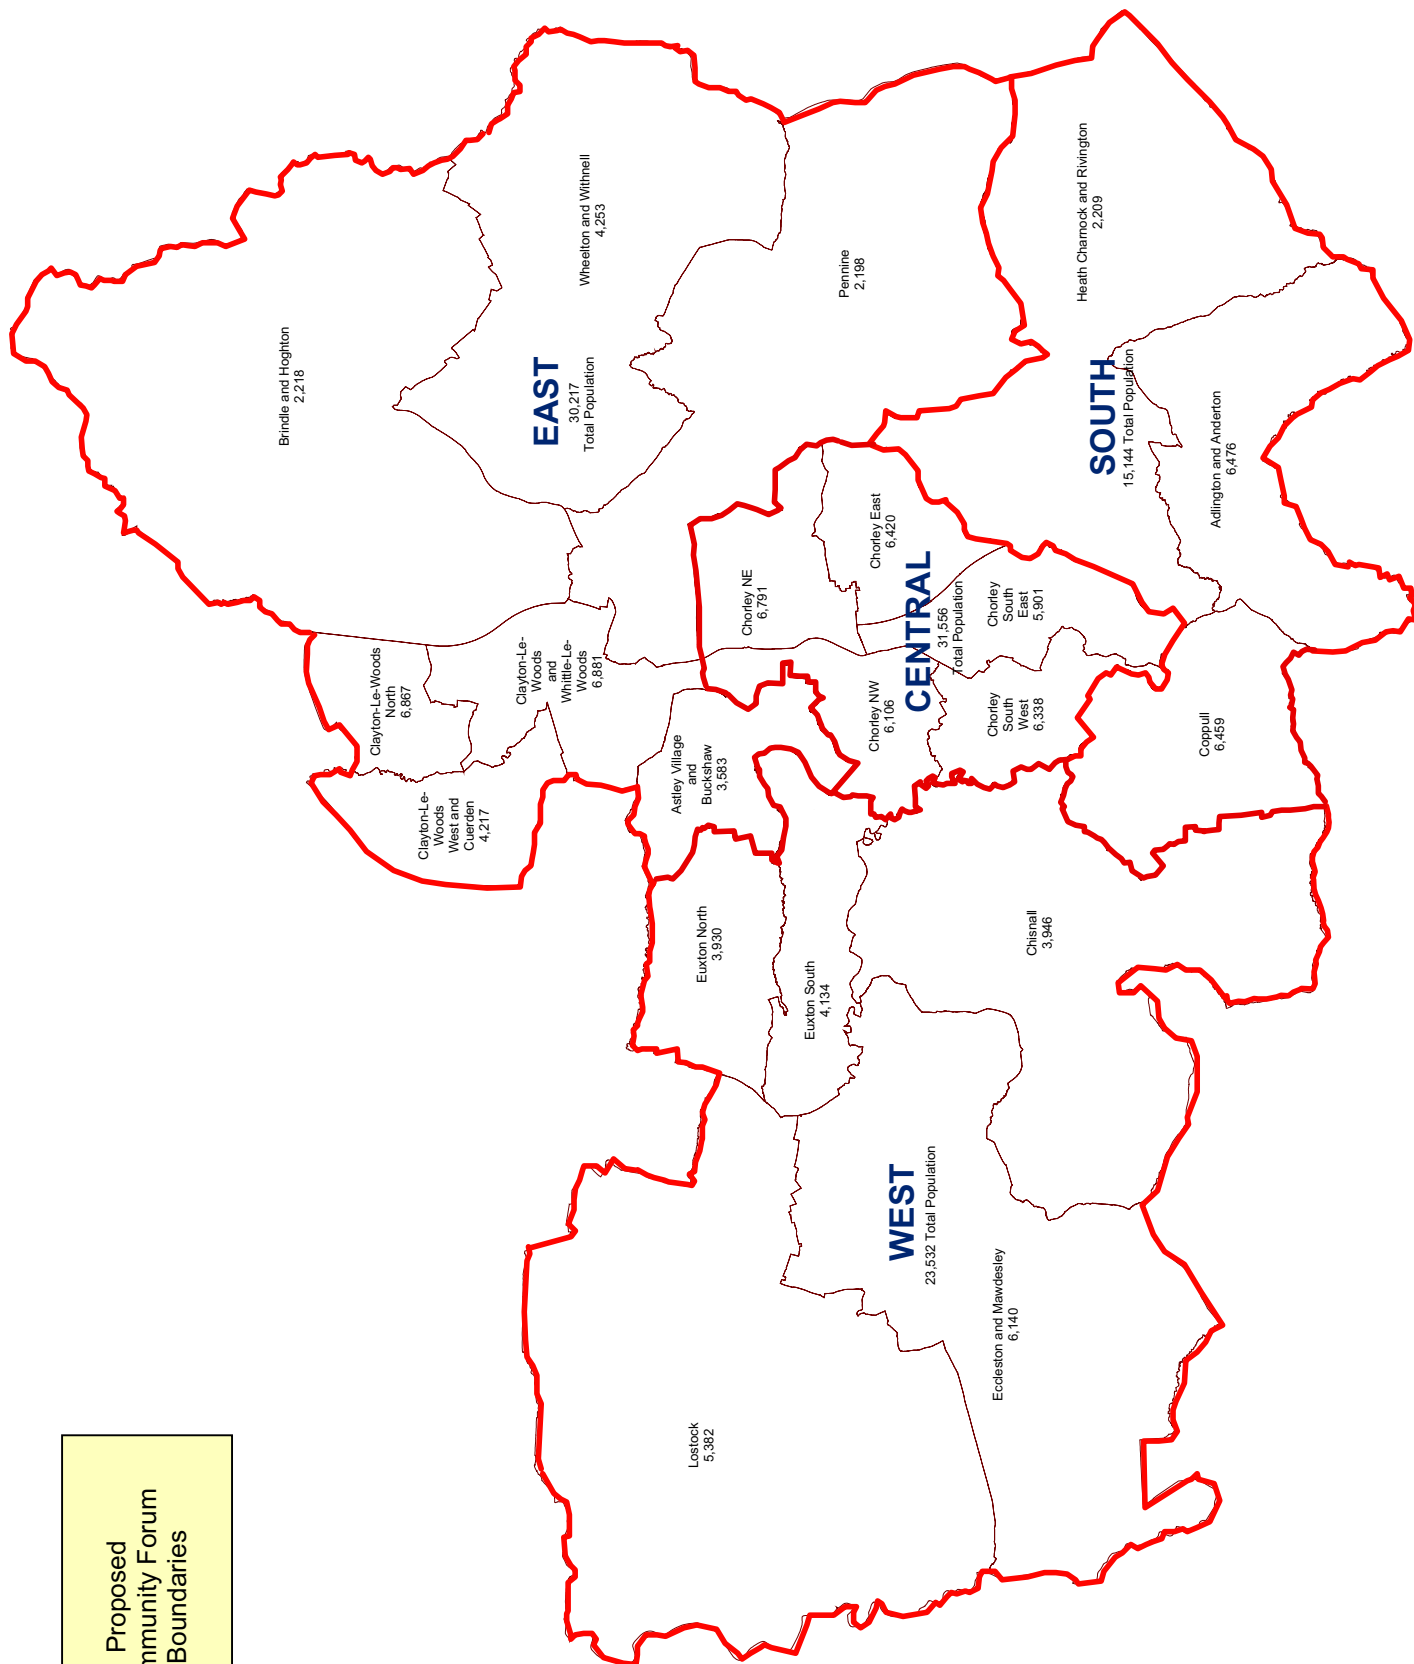 Proposed
Forum
Boundaries
Lostock
5,382
Eccleston and Mawdesley
6,140
WEST
23,532 Total Population
Euxton North
3,930
Euxton South
4,134
Chisnall
3,946
Clayton-Le-
Woods
West and
Cuerden
4,217
Astley Village
and
Buckshaw
3,583
Clayton-Le-Woods
North
6,867
Clayton-Le-
Woods
and
Whittle-Le-
Woods
6,881
Chorley NW
6,106
Chorley NE
6,791
Chorley East
6,420
CENTRAL
31,556
Total Population
Chorley
South
West
6,338
Chorley
South
East
5,901
Coppull
6,459
Brindle and Hoghton
2,218
EAST
30,217
Total Population
Wheelton and Withnell
4,253
Pennine
2,198
SOUTH
15,144 Total Population
Heath Charnock and Rivington
2,209
Adlington and Anderton
6,476